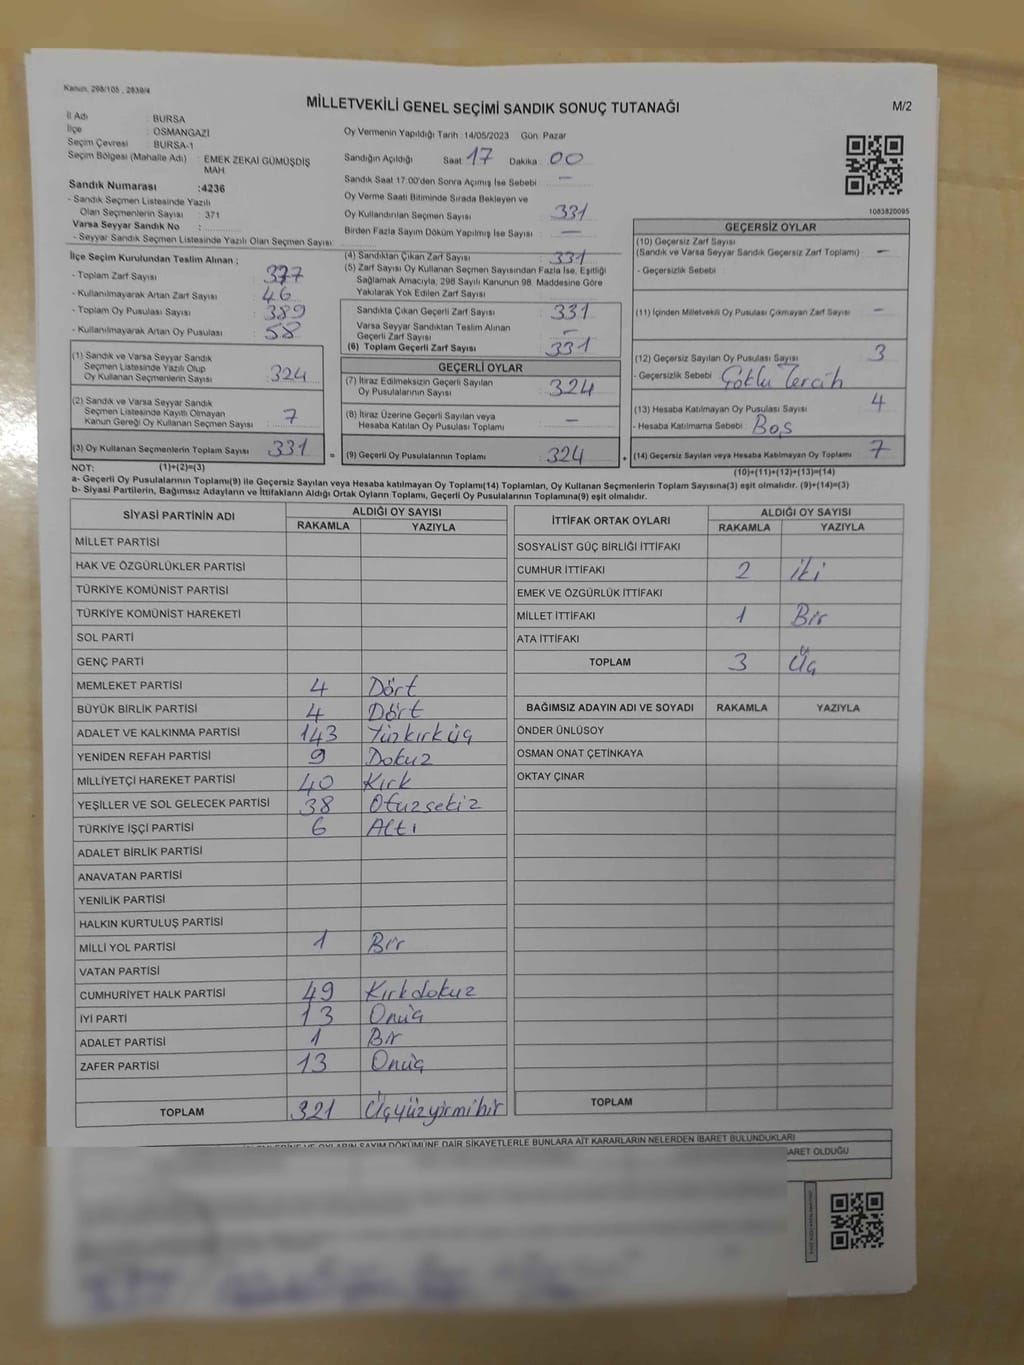 Kanun, 298/105 , 2839/4
MİLLETVEKİLİ GENEL SEÇİMİ SANDIK SONUÇ TUTANAĞI
M/2
İl Adı : BURSA
İlçe : OSMANGAZİ
Seçim Çevresi : BURSA-1
Seçim Bölgesi (Mahalle Adı) : EMEK ZEKAİ GÜMÜŞDİŞ MAH
Sandık Numarası :4236
- Sandık Seçmen Listesinde Yazılı
Olan Seçmenlerin Sayısı : 371
Varsa Seyyar Sandık No :
- Seyyar Sandık Seçmen Listesinde Yazılı Olan Seçmen Sayısı:
Oy Vermenin Yapıldığı Tarih :14/05/2023 Gün: Pazar
Sandığın Açıldığı Saat 17 Dakika : 00
Sandık Saat 17:00'den Sonra Açımış İse Sebebi : —
Oy Verme Saati Bitiminde Sırada Bekleyen ve
Oy Kullandırılan Seçmen Sayısı : 331
Birden Fazla Sayım Döküm Yapılmış İse Sayısı : —
1083820095
İlçe Seçim Kurulundan Teslim Alınan ;
- Toplam Zarf Sayısı : 377
- Kullanılmayarak Artan Zarf Sayısı : 46
- Toplam Oy Pusulası Sayısı : 389
- Kullanılmayarak Artan Oy Pusulası : 58
(1) Sandık ve Varsa Seyyar Sandık
Seçmen Listesinde Yazılı Olup
Oy Kullanan Seçmenlerin Sayısı : 324
(2) Sandık ve Varsa Seyyar Sandık
Seçmen Listesinde Kayıtlı Olmayan
Kanun Gereği Oy Kullanan Seçmen Sayısı : 7
(3) Oy Kullanan Seçmenlerin Toplam Sayısı : 331
(4) Sandıktan Çıkan Zarf Sayısı : 331
(5) Zarf Sayısı Oy Kullanan Seçmen Sayısından Fazla İse, Eşitliği
Sağlamak Amacıyla, 298 Sayılı Kanunun 98. Maddesine Göre
Yakılarak Yok Edilen Zarf Sayısı :
Sandıkta Çıkan Geçerli Zarf Sayısı : 331
Varsa Seyyar Sandıktan Teslim Alınan
Geçerli Zarf Sayısı : —
(6) Toplam Geçerli Zarf Sayısı : 331
GEÇERLİ OYLAR
(7) İtiraz Edilmeksizin Geçerli Sayılan
Oy Pusulalarının Sayısı : 324
(8) İtiraz Üzerine Geçerli Sayılan veya
Hesaba Katılan Oy Pusulası Toplamı : —
= (9) Geçerli Oy Pusulalarının Toplamı : 324
GEÇERSİZ OYLAR
(10) Geçersiz Zarf Sayısı
(Sandık ve Varsa Seyyar Sandık Geçersiz Zarf Toplamı) : —
- Geçersizlik Sebebi :
(11) İçinden Milletvekili Oy Pusulası Çıkmayan Zarf Sayısı : —
(12) Geçersiz Sayılan Oy Pusulası Sayısı : 3
- Geçersizlik Sebebi : Çoklu Tercih
(13) Hesaba Katılmayan Oy Pusulası Sayısı : 4
- Hesaba Katılmama Sebebi : Boş
+ (14) Geçersiz Sayılan veya Hesaba Katılmayan Oy Toplamı : 7
NOT: (1)+(2)=(3)
(10)+(11)+(12)+(13)=(14)
a- Geçerli Oy Pusulalarının Toplamı(9) ile Geçersiz Sayılan veya Hesaba katılmayan Oy Toplamı(14) Toplamları, Oy Kullanan Seçmenlerin Toplam Sayısına(3) eşit olmalıdır. (9)+(14)=(3)
b- Siyasi Partilerin, Bağımsız Adayların ve İttifakların Aldığı Ortak Oyların Toplamı, Geçerli Oy Pusulalarının Toplamına(9) eşit olmalıdır.
SİYASİ PARTİNİN ADI ALDIĞI OY SAYISI
RAKAMLA YAZIYLA
MİLLET PARTİSİ
HAK VE ÖZGÜRLÜKLER PARTİSİ
TÜRKİYE KOMÜNİST PARTİSİ
TÜRKİYE KOMÜNİST HAREKETİ
SOL PARTİ
GENÇ PARTİ
MEMLEKET PARTİSİ 4 Dört
BÜYÜK BİRLİK PARTİSİ 4 Dört
ADALET VE KALKINMA PARTİSİ 143 Yüzkırküç
YENİDEN REFAH PARTİSİ 9 Dokuz
MİLLİYETÇİ HAREKET PARTİSİ 40 Kırk
YEŞİLLER VE SOL GELECEK PARTİSİ 38 Otuzsekiz
TÜRKİYE İŞÇİ PARTİSİ 6 Altı
ADALET BİRLİK PARTİSİ
ANAVATAN PARTİSİ
YENİLİK PARTİSİ
HALKIN KURTULUŞ PARTİSİ
MİLLİ YOL PARTİSİ 1 Bir
VATAN PARTİSİ
CUMHURİYET HALK PARTİSİ 49 Kırkdokuz
İYİ PARTİ 13 Onüç
ADALET PARTİSİ 1 Bir
ZAFER PARTİSİ 13 Onüç
TOPLAM 321 Üçyüzyirmibir
İTTİFAK ORTAK OYLARI ALDIĞI OY SAYISI
RAKAMLA YAZIYLA
SOSYALİST GÜÇ BİRLİĞİ İTTİFAKI
CUMHUR İTTİFAKI 2 İki
EMEK VE ÖZGÜRLÜK İTTİFAKI
MİLLET İTTİFAKI 1 Bir
ATA İTTİFAKI
TOPLAM 3 Üç
BAĞIMSIZ ADAYIN ADI VE SOYADI RAKAMLA YAZIYLA
ÖNDER ÜNLÜSOY
OSMAN ONAT ÇETİNKAYA
OKTAY ÇINAR
TOPLAM
OYLARIN SAYIM DÖKÜMÜNE DAİR ŞİKAYETLERLE BUNLARA AİT KARARLARIN NELERDEN İBARET BULUNDUKLARI
İBARET OLDUĞU